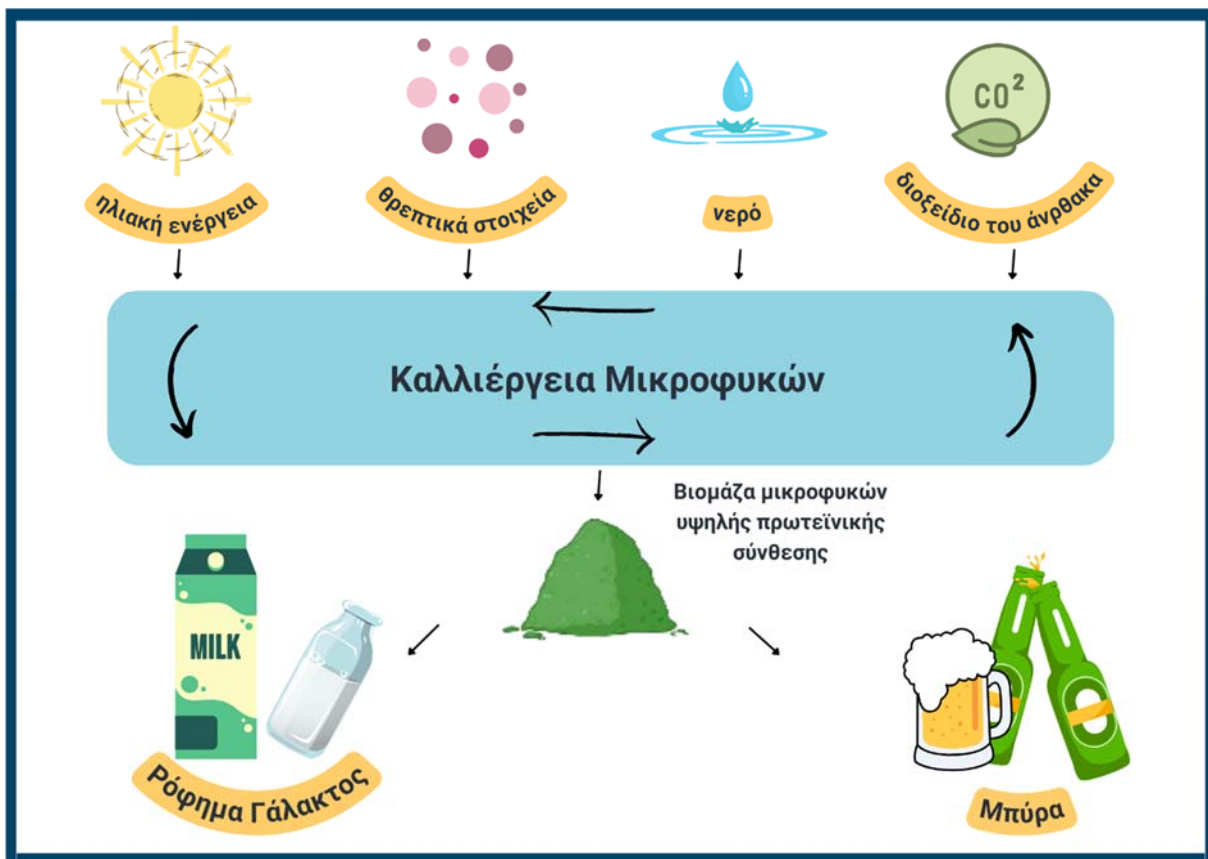 CO²
ηλιακή ενέργεια
θρεπτικά στοιχεία
νερό
διοξείδιο του άνρθακα
Καλλιέργεια Μικροφυκών
Βιομάζα μικροφυκών
υψηλής πρωτεϊνικής
σύνθεσης
MILK
Ρόφημα Γάλακτος
Μπύρα